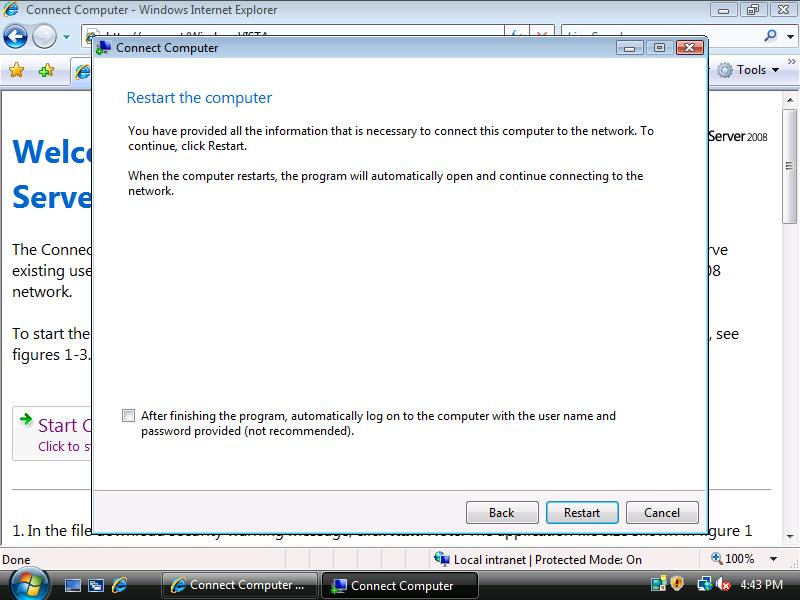 Connect Computer - Windows Internet Explorer
Tools
Connect Computer
Restart the computer
You have provided all the information that is necessary to connect this computer to the network. To
continue, click Restart.
When the computer restarts, the program will automatically open and continue connecting to the
network.
After finishing the program, automatically log on to the computer with the user name and
password provided (not recommended).
Back
Restart
Cancel
Server 2008
Welc
Serve
The Connec
existing use
network.
To start the
, see
figures 1-3.
Start C
Click to
1. In the file
gure 1
Done
Local intranet | Protected Mode: On
100%
Connect Computer ...
Connect Computer
4:43 PM